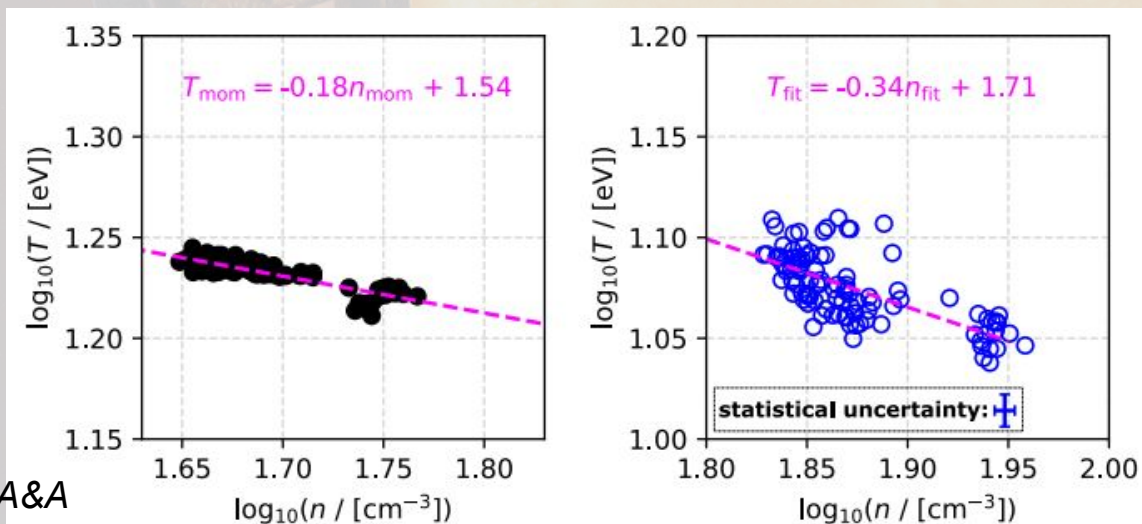 T_mom = -0.18n_mom + 1.54
log₁₀(T / [eV])
1.35
1.30
1.25
1.20
1.15
1.65 1.70 1.75 1.80
log₁₀(n / [cm⁻³])
T_fit = -0.34n_fit + 1.71
log₁₀(T / [eV])
1.20
1.15
1.10
1.05
1.00
statistical uncertainty:
1.80 1.85 1.90 1.95 2.00
log₁₀(n / [cm⁻³])
A&A